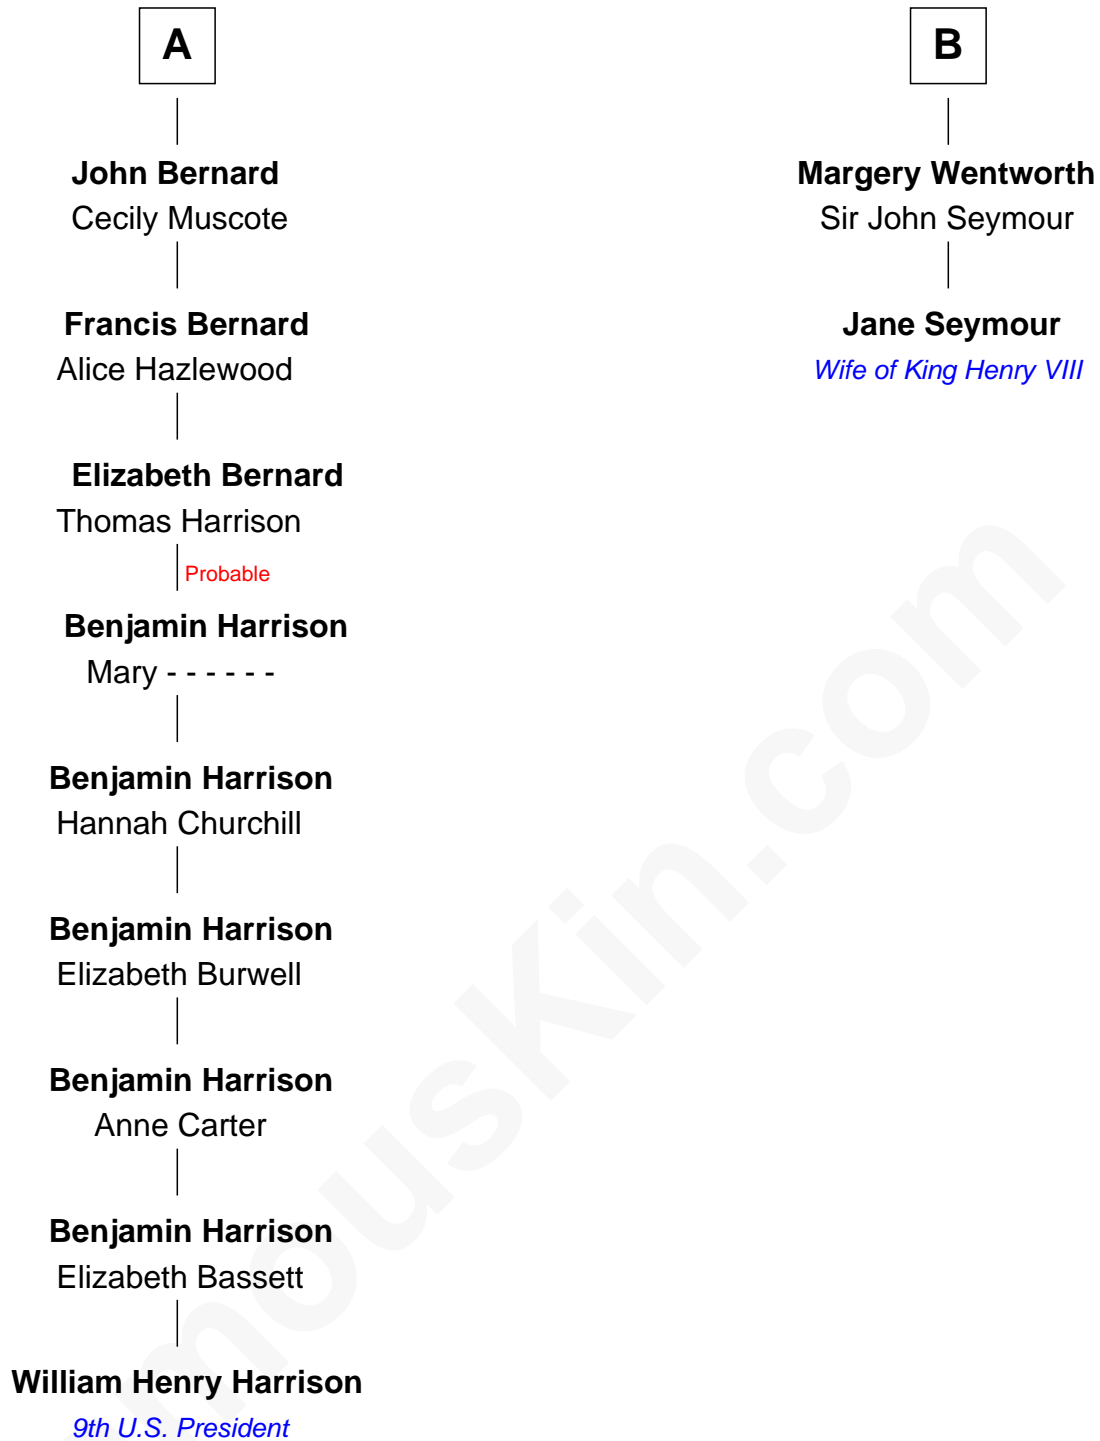 A
John Bernard
Cecily Muscote
Francis Bernard
Alice Hazlewood
Elizabeth Bernard
Thomas Harrison
Probable
Benjamin Harrison
Mary - - - - - -
Benjamin Harrison
Hannah Churchill
Benjamin Harrison
Elizabeth Burwell
Benjamin Harrison
Anne Carter
Benjamin Harrison
Elizabeth Bassett
William Henry Harrison
9th U.S. President
B
Margery Wentworth
Sir John Seymour
Jane Seymour
Wife of King Henry VIII
mousKin.com